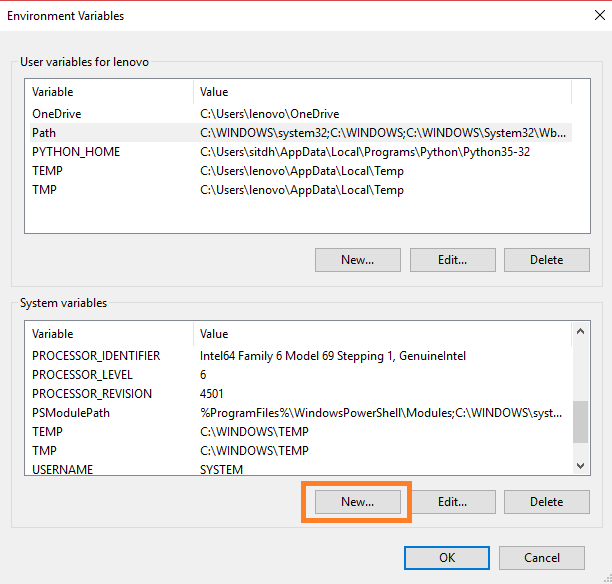 Environment Variables
User variables for lenovo
Variable Value
OneDrive C:\Users\lenovo\OneDrive
Path C:\WINDOWS\system32;C:\WINDOWS;C:\WINDOWS\System32\Wb...
PYTHON_HOME C:\Users\sitdh\AppData\Local\Programs\Python\Python35-32
TEMP C:\Users\lenovo\AppData\Local\Temp
TMP C:\Users\lenovo\AppData\Local\Temp
New... Edit... Delete
System variables
Variable Value
PROCESSOR_IDENTIFIER Intel64 Family 6 Model 69 Stepping 1, GenuineIntel
PROCESSOR_LEVEL 6
PROCESSOR_REVISION 4501
PSModulePath %ProgramFiles%\WindowsPowerShell\Modules;C:\WINDOWS\syst...
TEMP C:\WINDOWS\TEMP
TMP C:\WINDOWS\TEMP
USERNAME SYSTEM
New... Edit... Delete
OK Cancel